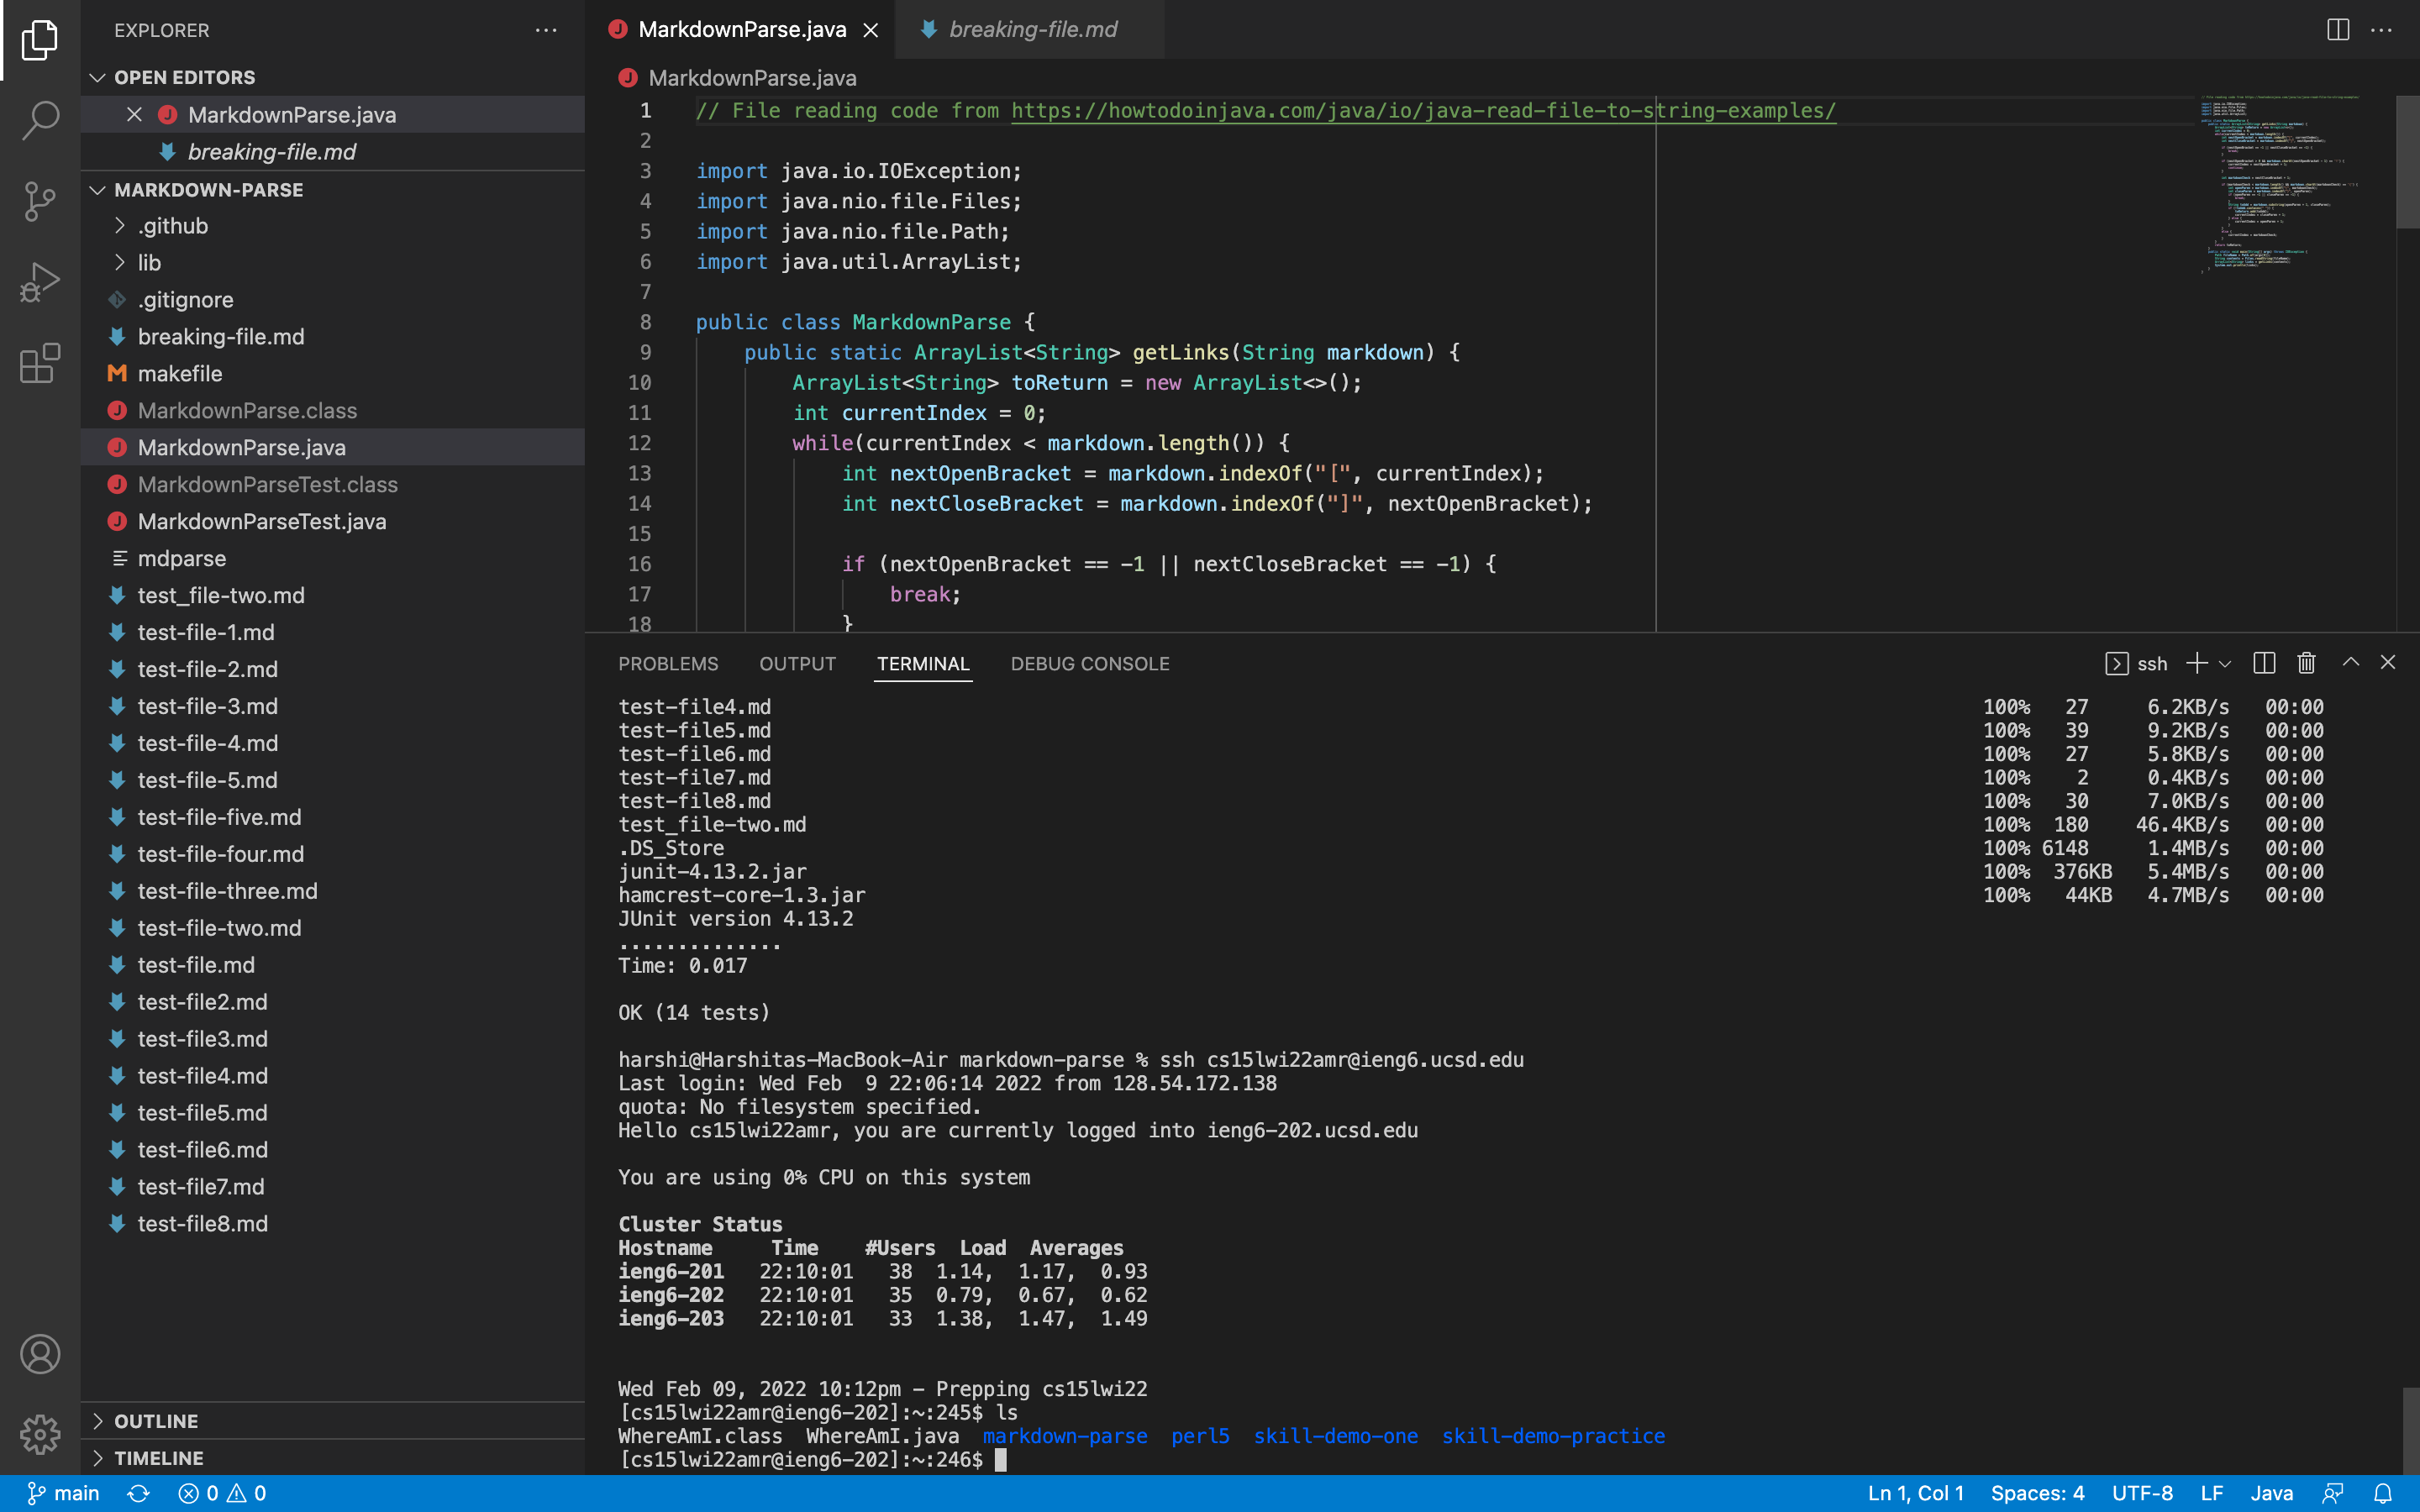 EXPLORER
OPEN EDITORS
MarkdownParse.java
breaking-file.md
MARKDOWN-PARSE
.github
lib
.gitignore
breaking-file.md
makefile
MarkdownParse.class
MarkdownParse.java
MarkdownParseTest.class
MarkdownParseTest.java
mdparse
test_file-two.md
test-file-1.md
test-file-2.md
test-file-3.md
test-file-4.md
test-file-5.md
test-file-five.md
test-file-four.md
test-file-three.md
test-file-two.md
test-file.md
test-file2.md
test-file3.md
test-file4.md
test-file5.md
test-file6.md
test-file7.md
test-file8.md
OUTLINE
TIMELINE
MarkdownParse.java breaking-file.md
MarkdownParse.java
1 // File reading code from https://howtodoinjava.com/java/io/java-read-file-to-string-examples/
2
3 import java.io.IOException;
4 import java.nio.file.Files;
5 import java.nio.file.Path;
6 import java.util.ArrayList;
7
8 public class MarkdownParse {
9 public static ArrayList<String> getLinks(String markdown) {
10 ArrayList<String> toReturn = new ArrayList<>();
11 int currentIndex = 0;
12 while(currentIndex < markdown.length()) {
13 int nextOpenBracket = markdown.indexOf("[", currentIndex);
14 int nextCloseBracket = markdown.indexOf("]", nextOpenBracket);
15
16 if (nextOpenBracket == -1 || nextCloseBracket == -1) {
17 break;
18 }
PROBLEMS OUTPUT TERMINAL DEBUG CONSOLE ssh
test-file4.md 100% 27 6.2KB/s 00:00
test-file5.md 100% 39 9.2KB/s 00:00
test-file6.md 100% 27 5.8KB/s 00:00
test-file7.md 100% 2 0.4KB/s 00:00
test-file8.md 100% 30 7.0KB/s 00:00
test_file-two.md 100% 180 46.4KB/s 00:00
.DS_Store 100% 6148 1.4MB/s 00:00
junit-4.13.2.jar 100% 376KB 5.4MB/s 00:00
hamcrest-core-1.3.jar 100% 44KB 4.7MB/s 00:00
JUnit version 4.13.2
..............
Time: 0.017
OK (14 tests)
harshi@Harshitas-MacBook-Air markdown-parse % ssh cs15lwi22amr@ieng6.ucsd.edu
Last login: Wed Feb  9 22:06:14 2022 from 128.54.172.138
quota: No filesystem specified.
Hello cs15lwi22amr, you are currently logged into ieng6-202.ucsd.edu
You are using 0% CPU on this system
Cluster Status
Hostname Time #Users Load Averages
ieng6-201 22:10:01 38 1.14, 1.17, 0.93
ieng6-202 22:10:01 35 0.79, 0.67, 0.62
ieng6-203 22:10:01 33 1.38, 1.47, 1.49
Wed Feb 09, 2022 10:12pm - Prepping cs15lwi22
[cs15lwi22amr@ieng6-202]:~:245$ ls
WhereAmI.class WhereAmI.java markdown-parse perl5 skill-demo-one skill-demo-practice
[cs15lwi22amr@ieng6-202]:~:246$
main 0 0 Ln 1, Col 1 Spaces: 4 UTF-8 LF Java